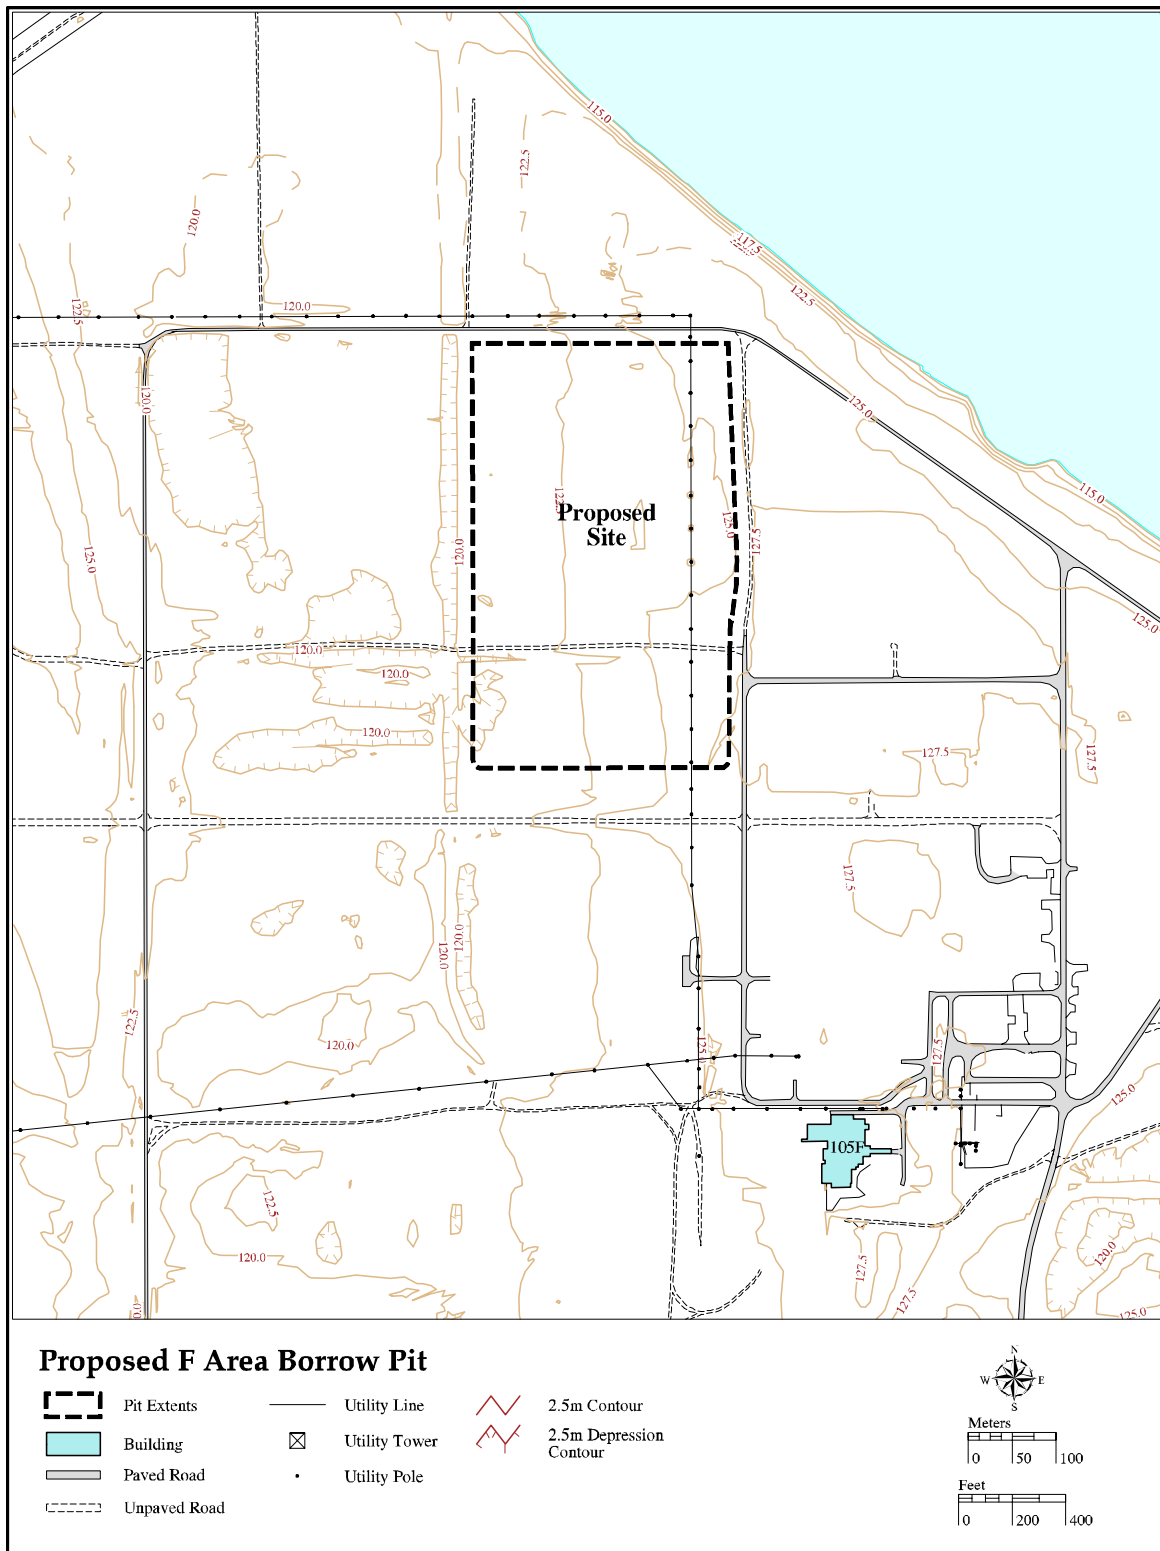 115.0
122.5
120.0
117.5
122.5
122.5
120.0
120.0
125.0
122.5
Proposed
Site
125.0
127.5
120.0
125.0
115.0
125.0
120.0
120.0
120.0
127.5
127.5
127.5
120.0
120.0
122.5
120.0
125.0
127.5
125.0
105F
122.5
120.0
127.5
127.5
120.0
125.0
Proposed F Area Borrow Pit
Pit Extents
Building
Paved Road
Unpaved Road
Utility Line
Utility Tower
Utility Pole
2.5m Contour
2.5m Depression
Contour
N
W E
S
Meters
0 50 100
Feet
0 200 400